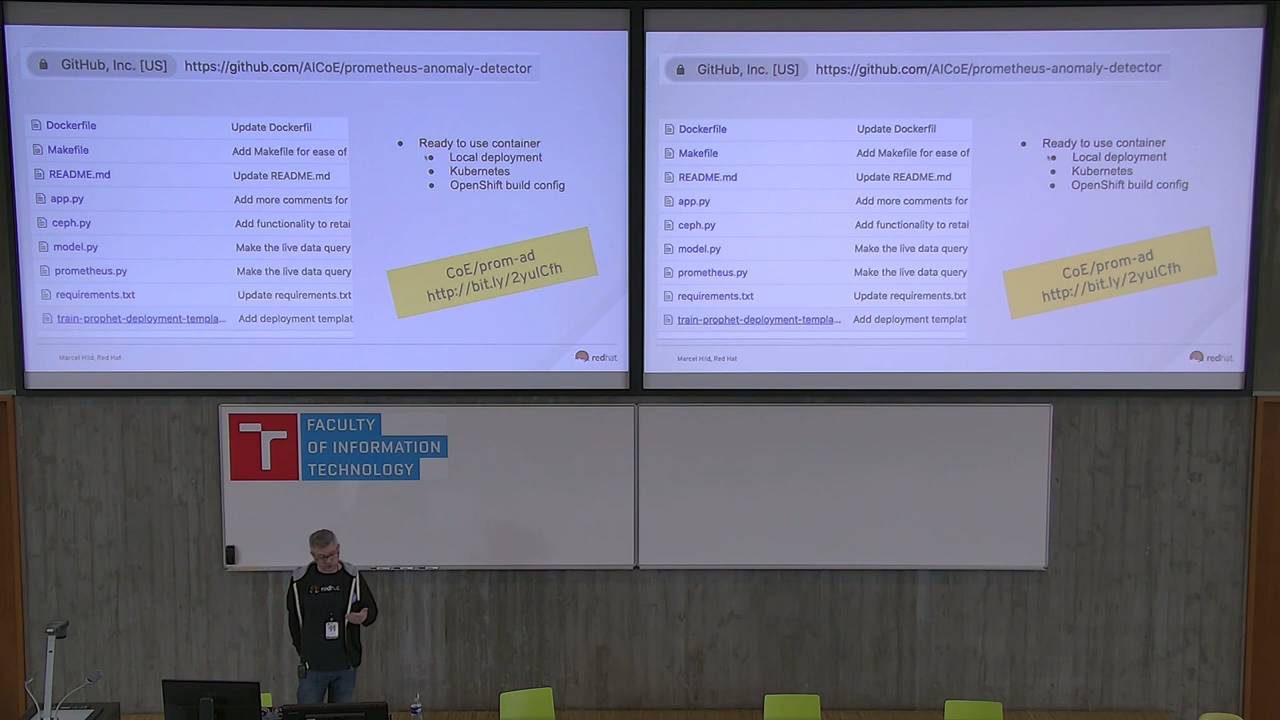 GitHub, Inc. [US] https://github.com/AICoE/prometheus-anomaly-detector
Dockerfile Update Dockerfil
Makefile Add Makefile for ease of
README.md Update README.md
app.py Add more comments for
ceph.py Add functionality to retai
model.py Make the live data query
prometheus.py Make the live data query
requirements.txt Update requirements.txt
train-prophet-deployment-templa... Add deployment templat
• Ready to use container
• Local deployment
• Kubernetes
• OpenShift build config
CoE/prom-ad
http://bit.ly/2yuICfh
Marcel Hild, Red Hat
redhat
GitHub, Inc. [US] https://github.com/AICoE/prometheus-anomaly-detector
Dockerfile Update Dockerfil
Makefile Add Makefile for ease of
README.md Update README.md
app.py Add more comments for
ceph.py Add functionality to retai
model.py Make the live data query
prometheus.py Make the live data query
requirements.txt Update requirements.txt
train-prophet-deployment-templa... Add deployment templat
• Ready to use container
• Local deployment
• Kubernetes
• OpenShift build config
CoE/prom-ad
http://bit.ly/2yuICfh
Marcel Hild, Red Hat
redhat
FACULTY
OF INFORMATION
TECHNOLOGY
redhat